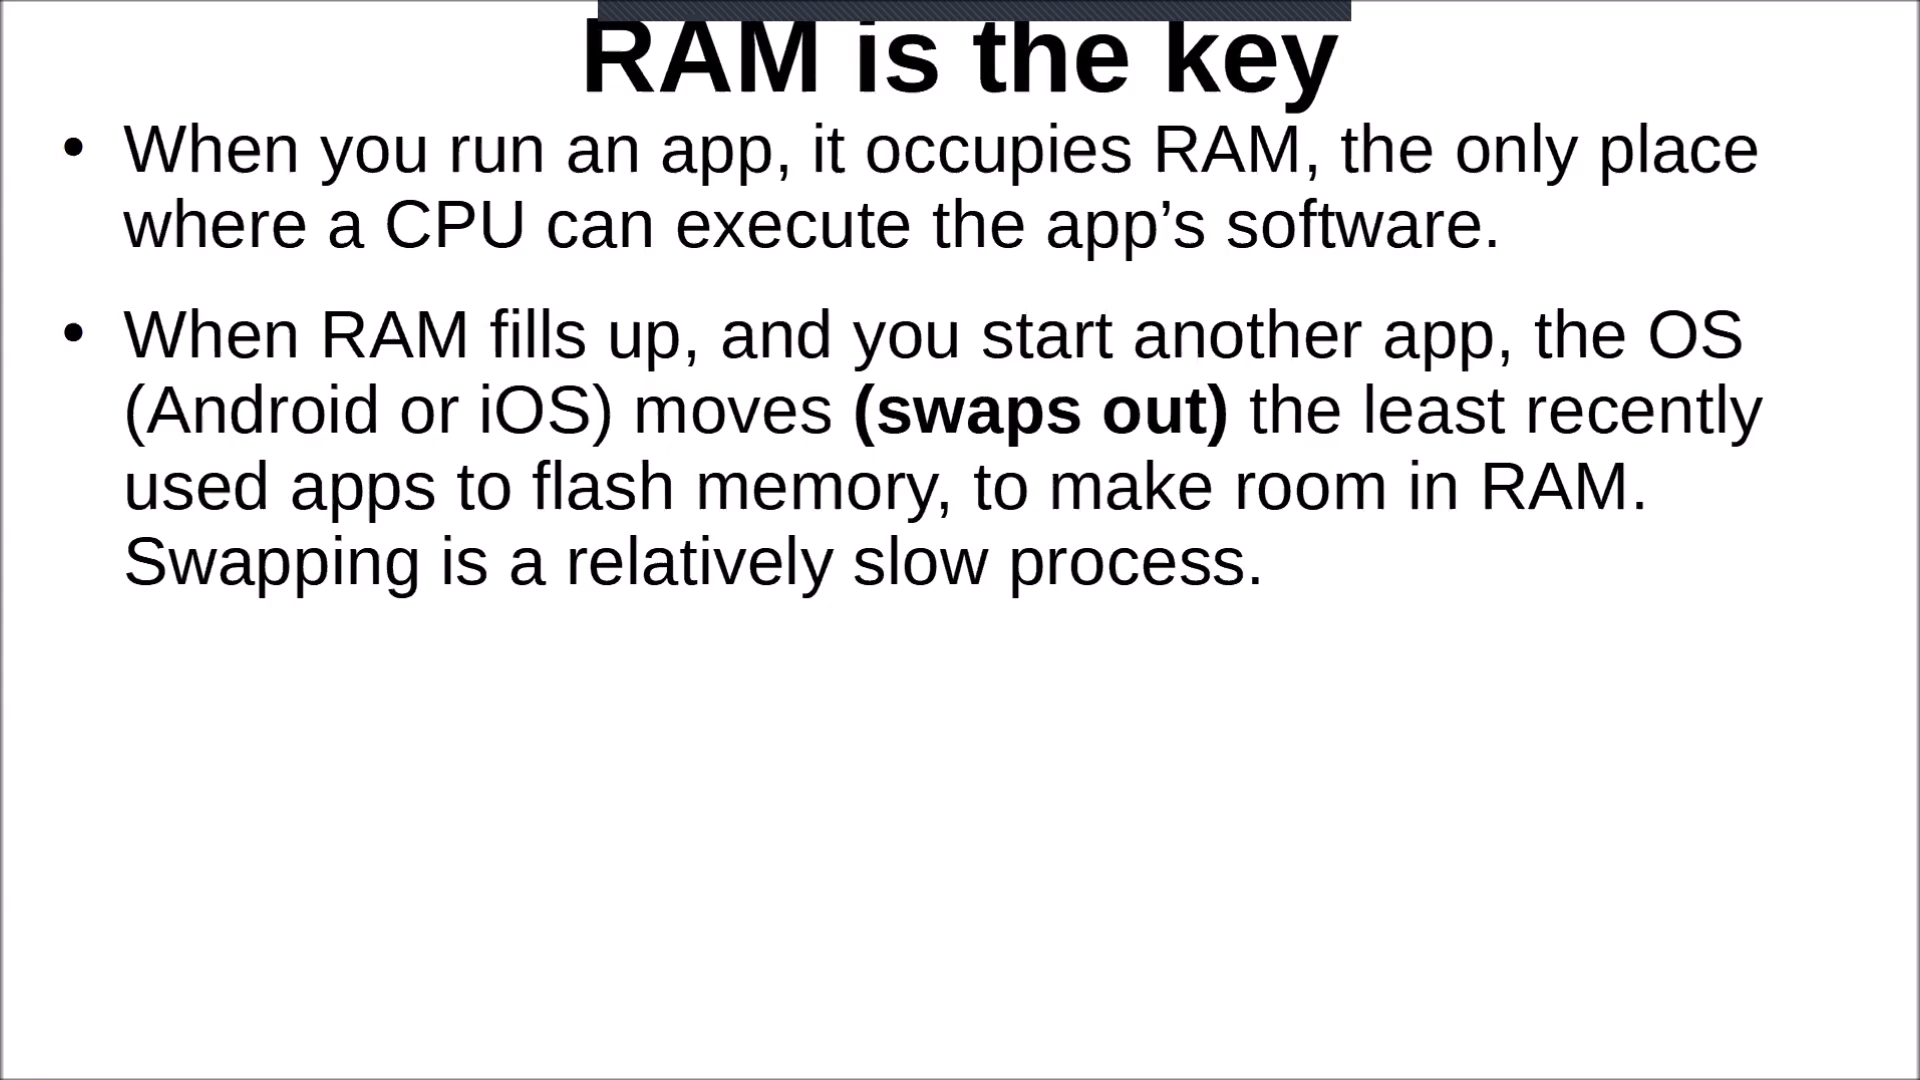 RAM is the key
• When you run an app, it occupies RAM, the only place
where a CPU can execute the app’s software.
• When RAM fills up, and you start another app, the OS
(Android or iOS) moves (swaps out) the least recently
used apps to flash memory, to make room in RAM.
Swapping is a relatively slow process.